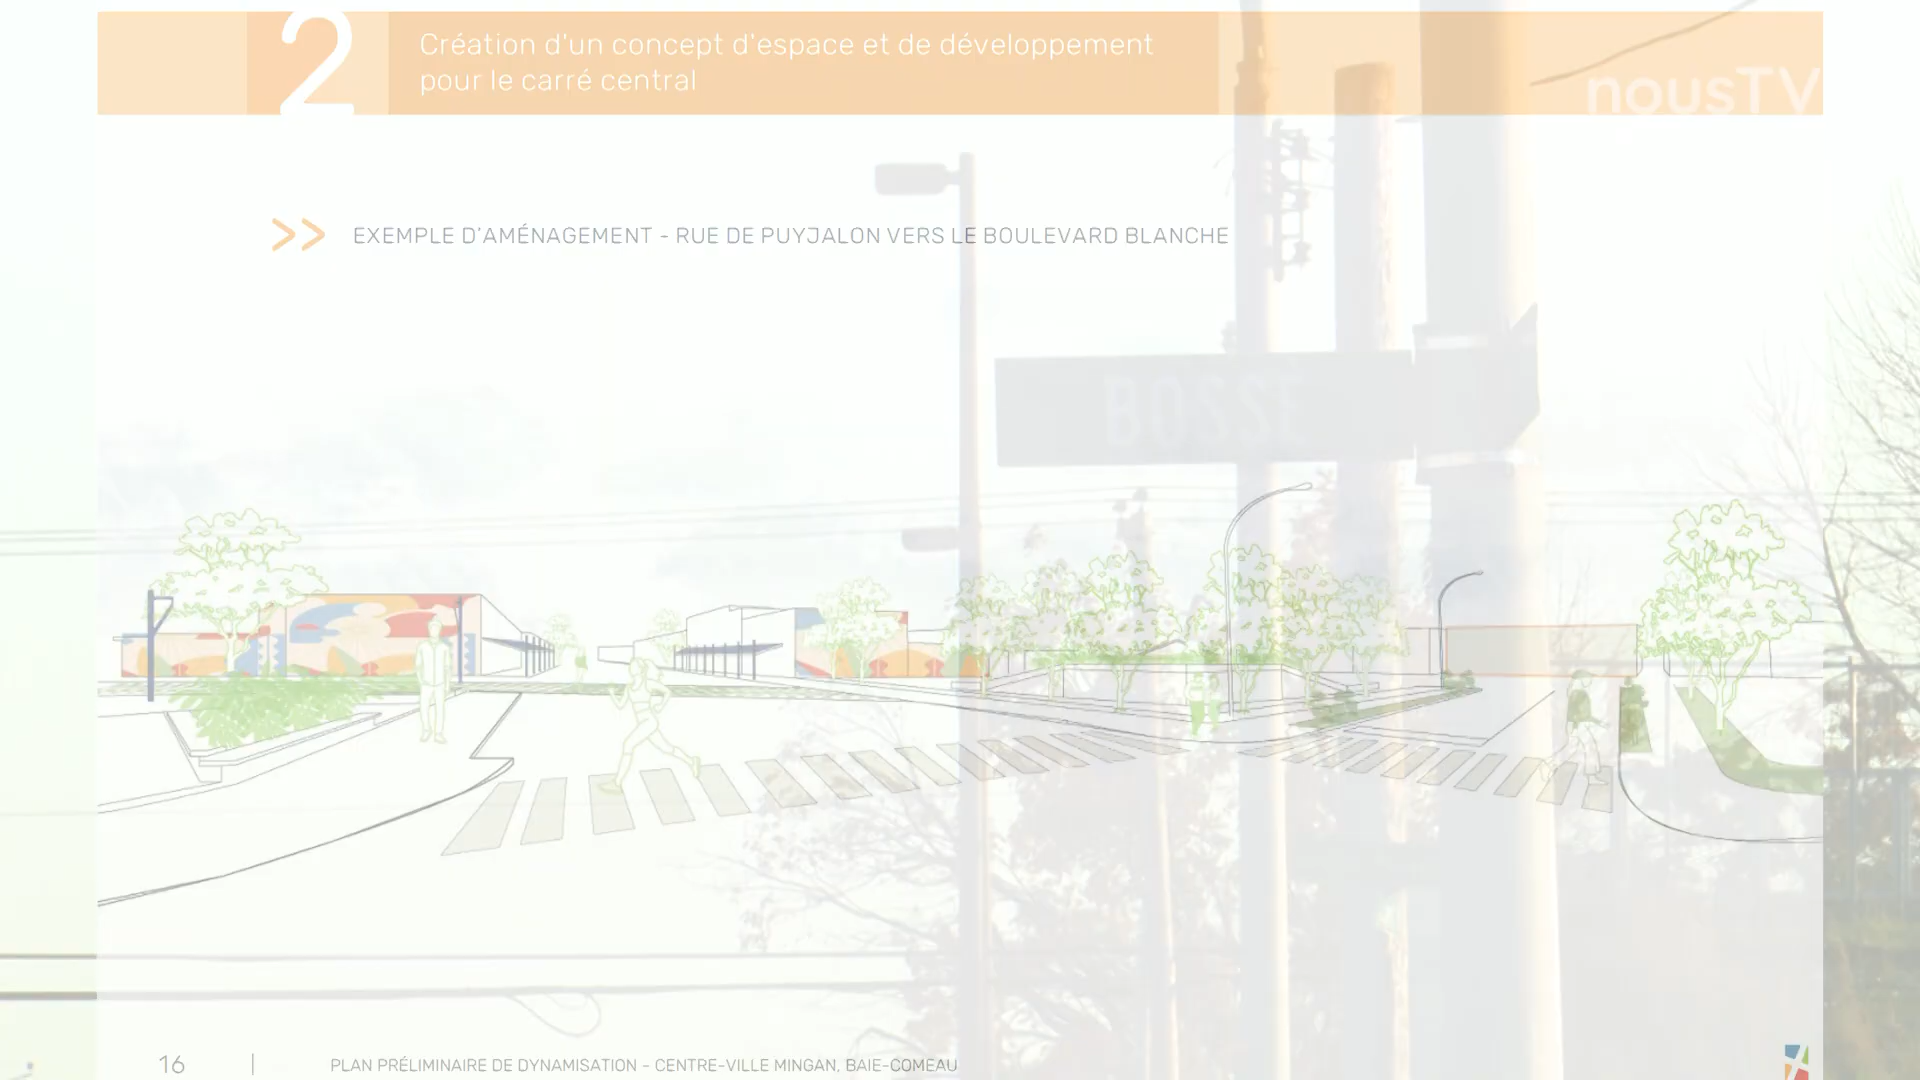 2
Création d'un concept d'espace et de développement
pour le carré central
nousTV
EXEMPLE D'AMÉNAGEMENT - RUE DE PUYJALON VERS LE BOULEVARD BLANCHE
BOSSÉ
16
PLAN PRÉLIMINAIRE DE DYNAMISATION - CENTRE-VILLE MINGAN, BAIE-COMEAU